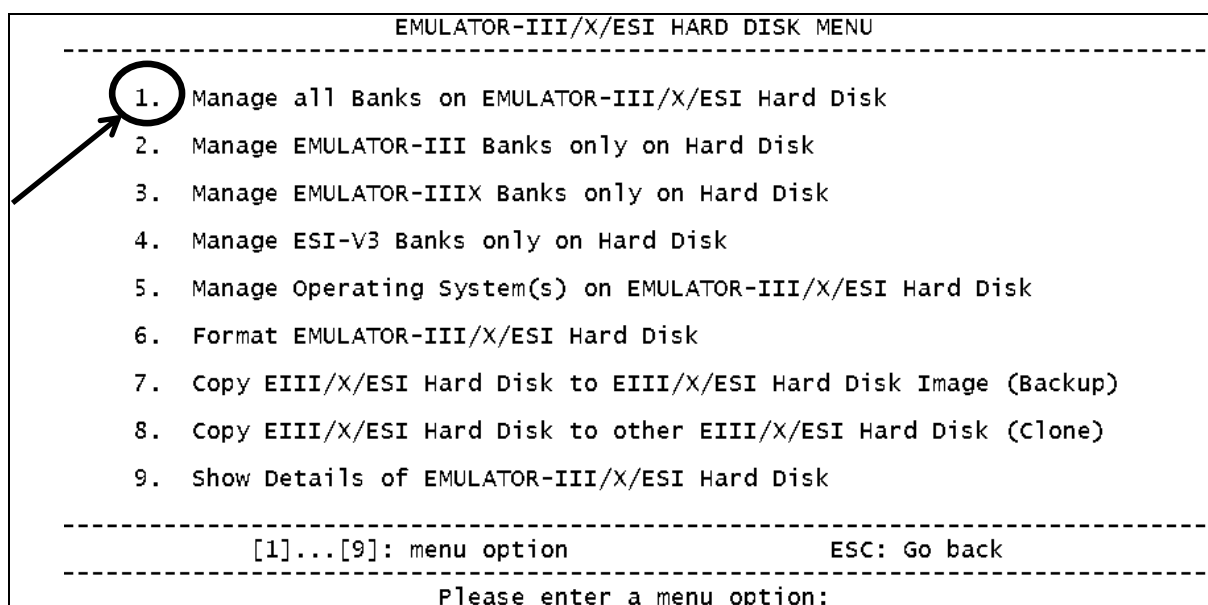 EMULATOR-III/X/ESI HARD DISK MENU
1. Manage all Banks on EMULATOR-III/X/ESI Hard Disk
2. Manage EMULATOR-III Banks only on Hard Disk
3. Manage EMULATOR-IIIX Banks only on Hard Disk
4. Manage ESI-V3 Banks only on Hard Disk
5. Manage Operating System(s) on EMULATOR-III/X/ESI Hard Disk
6. Format EMULATOR-III/X/ESI Hard Disk
7. Copy EIII/X/ESI Hard Disk to EIII/X/ESI Hard Disk Image (Backup)
8. Copy EIII/X/ESI Hard Disk to other EIII/X/ESI Hard Disk (Clone)
9. Show Details of EMULATOR-III/X/ESI Hard Disk
[1]...[9]: menu option ESC: Go back
Please enter a menu option: